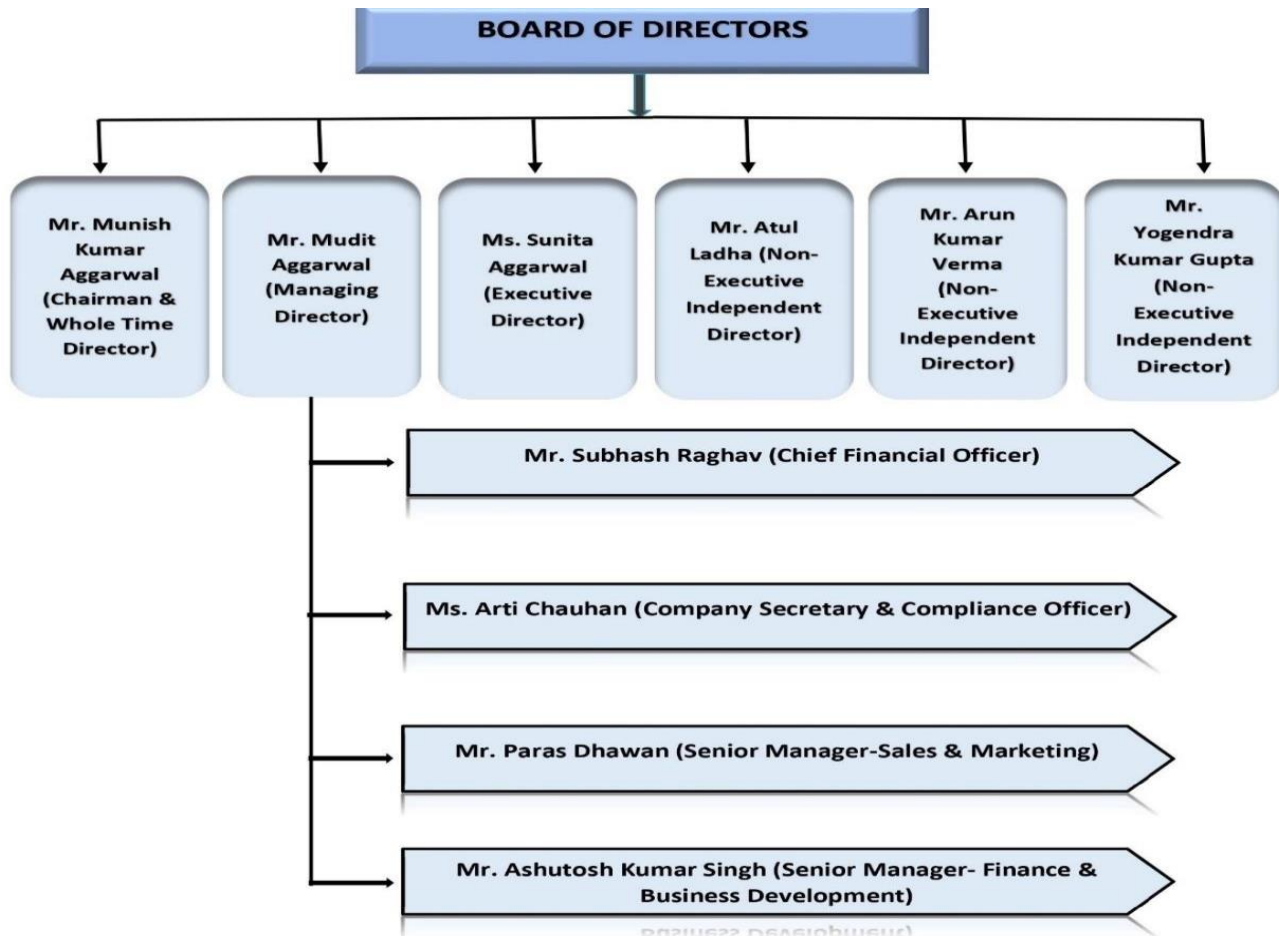 BOARD OF DIRECTORS
Mr. Munish
Kumar
Aggarwal
(Chairman &
Whole Time
Director)
Mr. Mudit
Aggarwal
(Managing
Director)
Ms. Sunita
Aggarwal
(Executive
Director)
Mr. Atul
Ladha (Non-
Executive
Independent
Director)
Mr. Arun
Kumar
Verma
(Non-
Executive
Independent
Director)
Mr.
Yogendra
Kumar Gupta
(Non-
Executive
Independent
Director)
Mr. Subhash Raghav (Chief Financial Officer)
Ms. Arti Chauhan (Company Secretary & Compliance Officer)
Mr. Paras Dhawan (Senior Manager-Sales & Marketing)
Mr. Ashutosh Kumar Singh (Senior Manager- Finance &
Business Development)